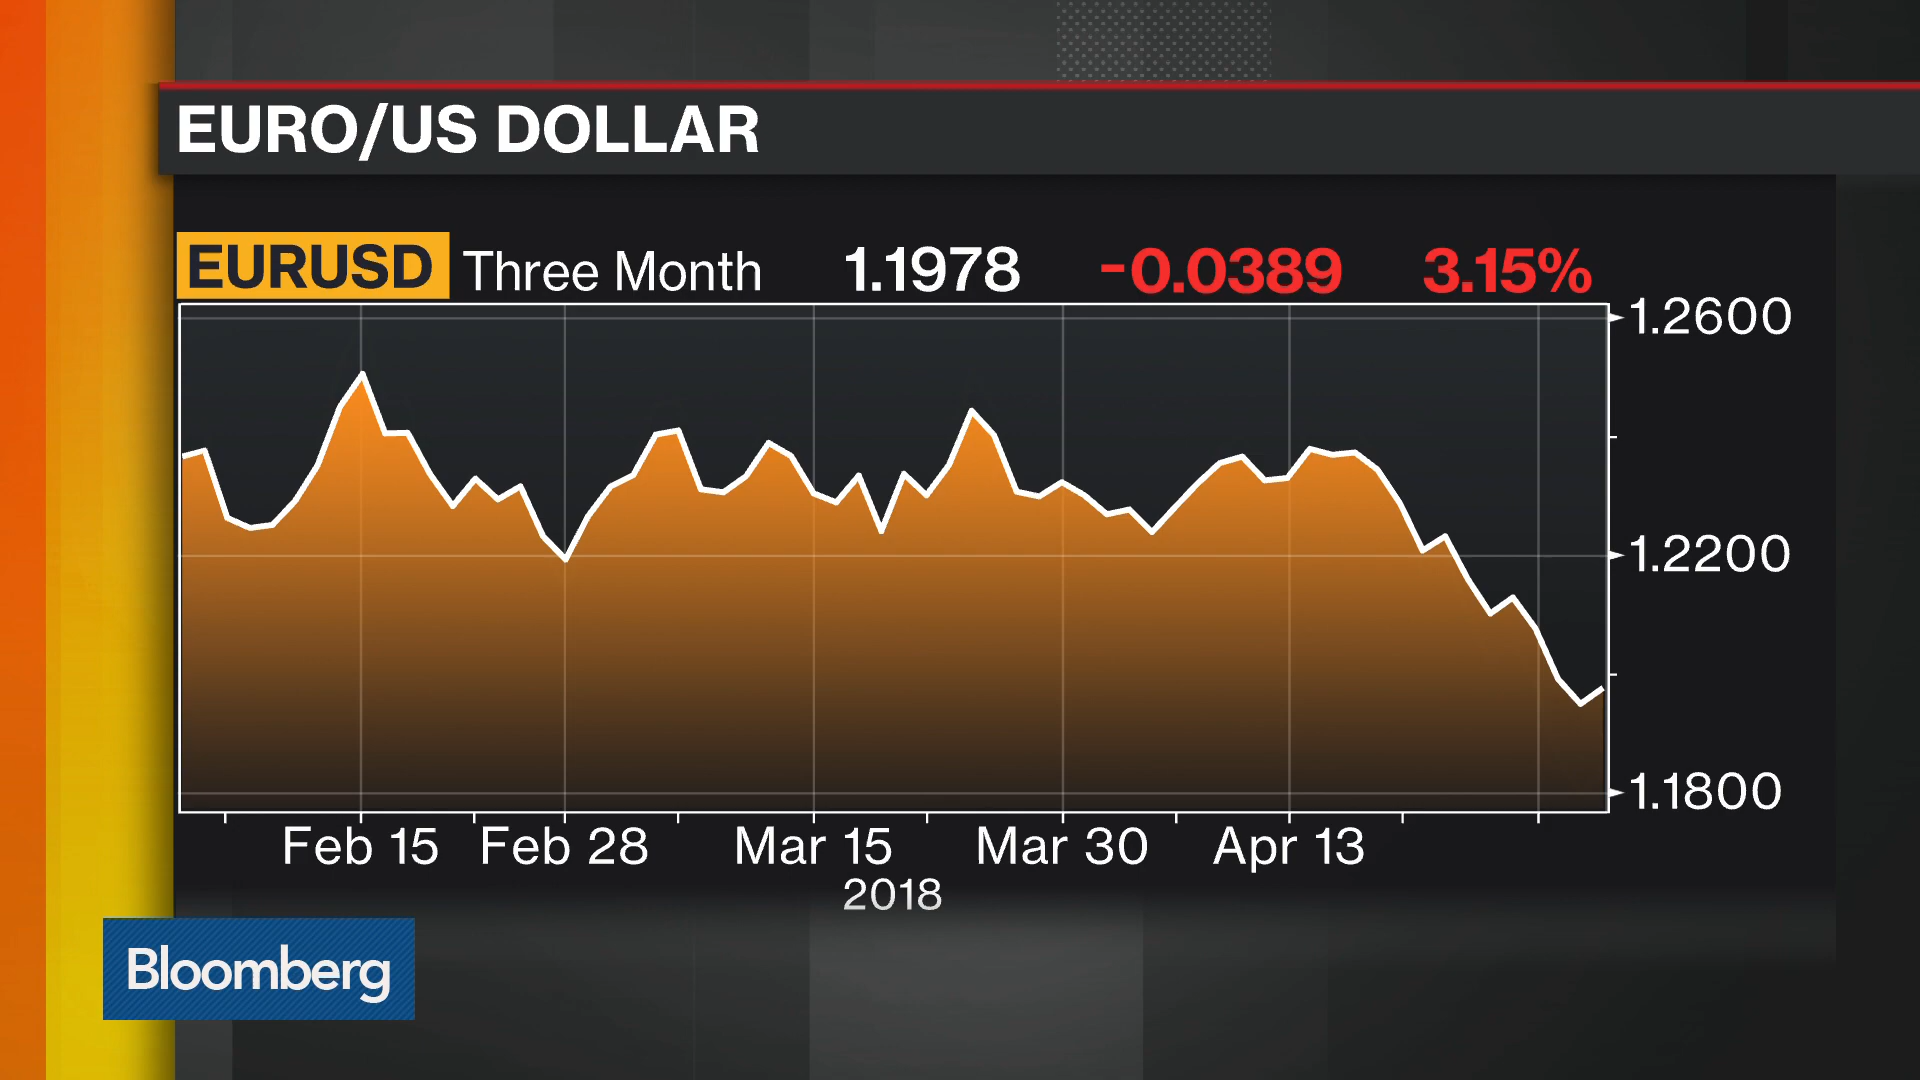 EURO/US DOLLAR
EURUSD Three Month 1.1978 -0.0389 3.15%
1.2600
1.2200
1.1800
Feb 15 Feb 28 Mar 15 Mar 30 Apr 13
2018
Bloomberg